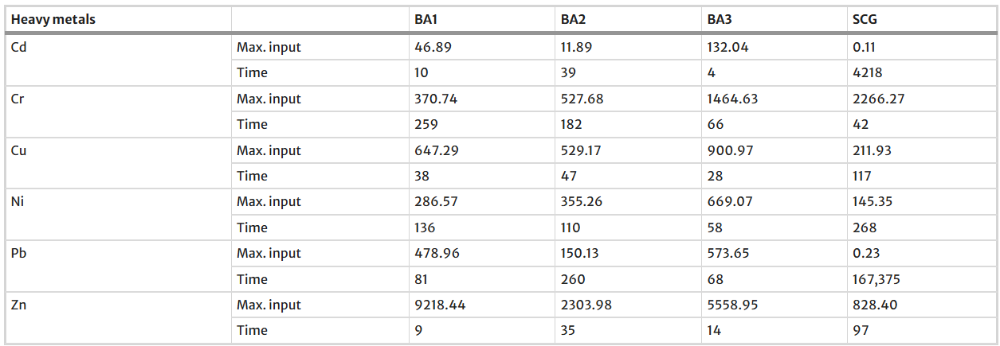 Heavy metals BA1 BA2 BA3 SCG
Cd Max. input 46.89 11.89 132.04 0.11
Time 10 39 4 4218
Cr Max. input 370.74 527.68 1464.63 2266.27
Time 259 182 66 42
Cu Max. input 647.29 529.17 900.97 211.93
Time 38 47 28 117
Ni Max. input 286.57 355.26 669.07 145.35
Time 136 110 58 268
Pb Max. input 478.96 150.13 573.65 0.23
Time 81 260 68 167,375
Zn Max. input 9218.44 2303.98 5558.95 828.40
Time 9 35 14 97